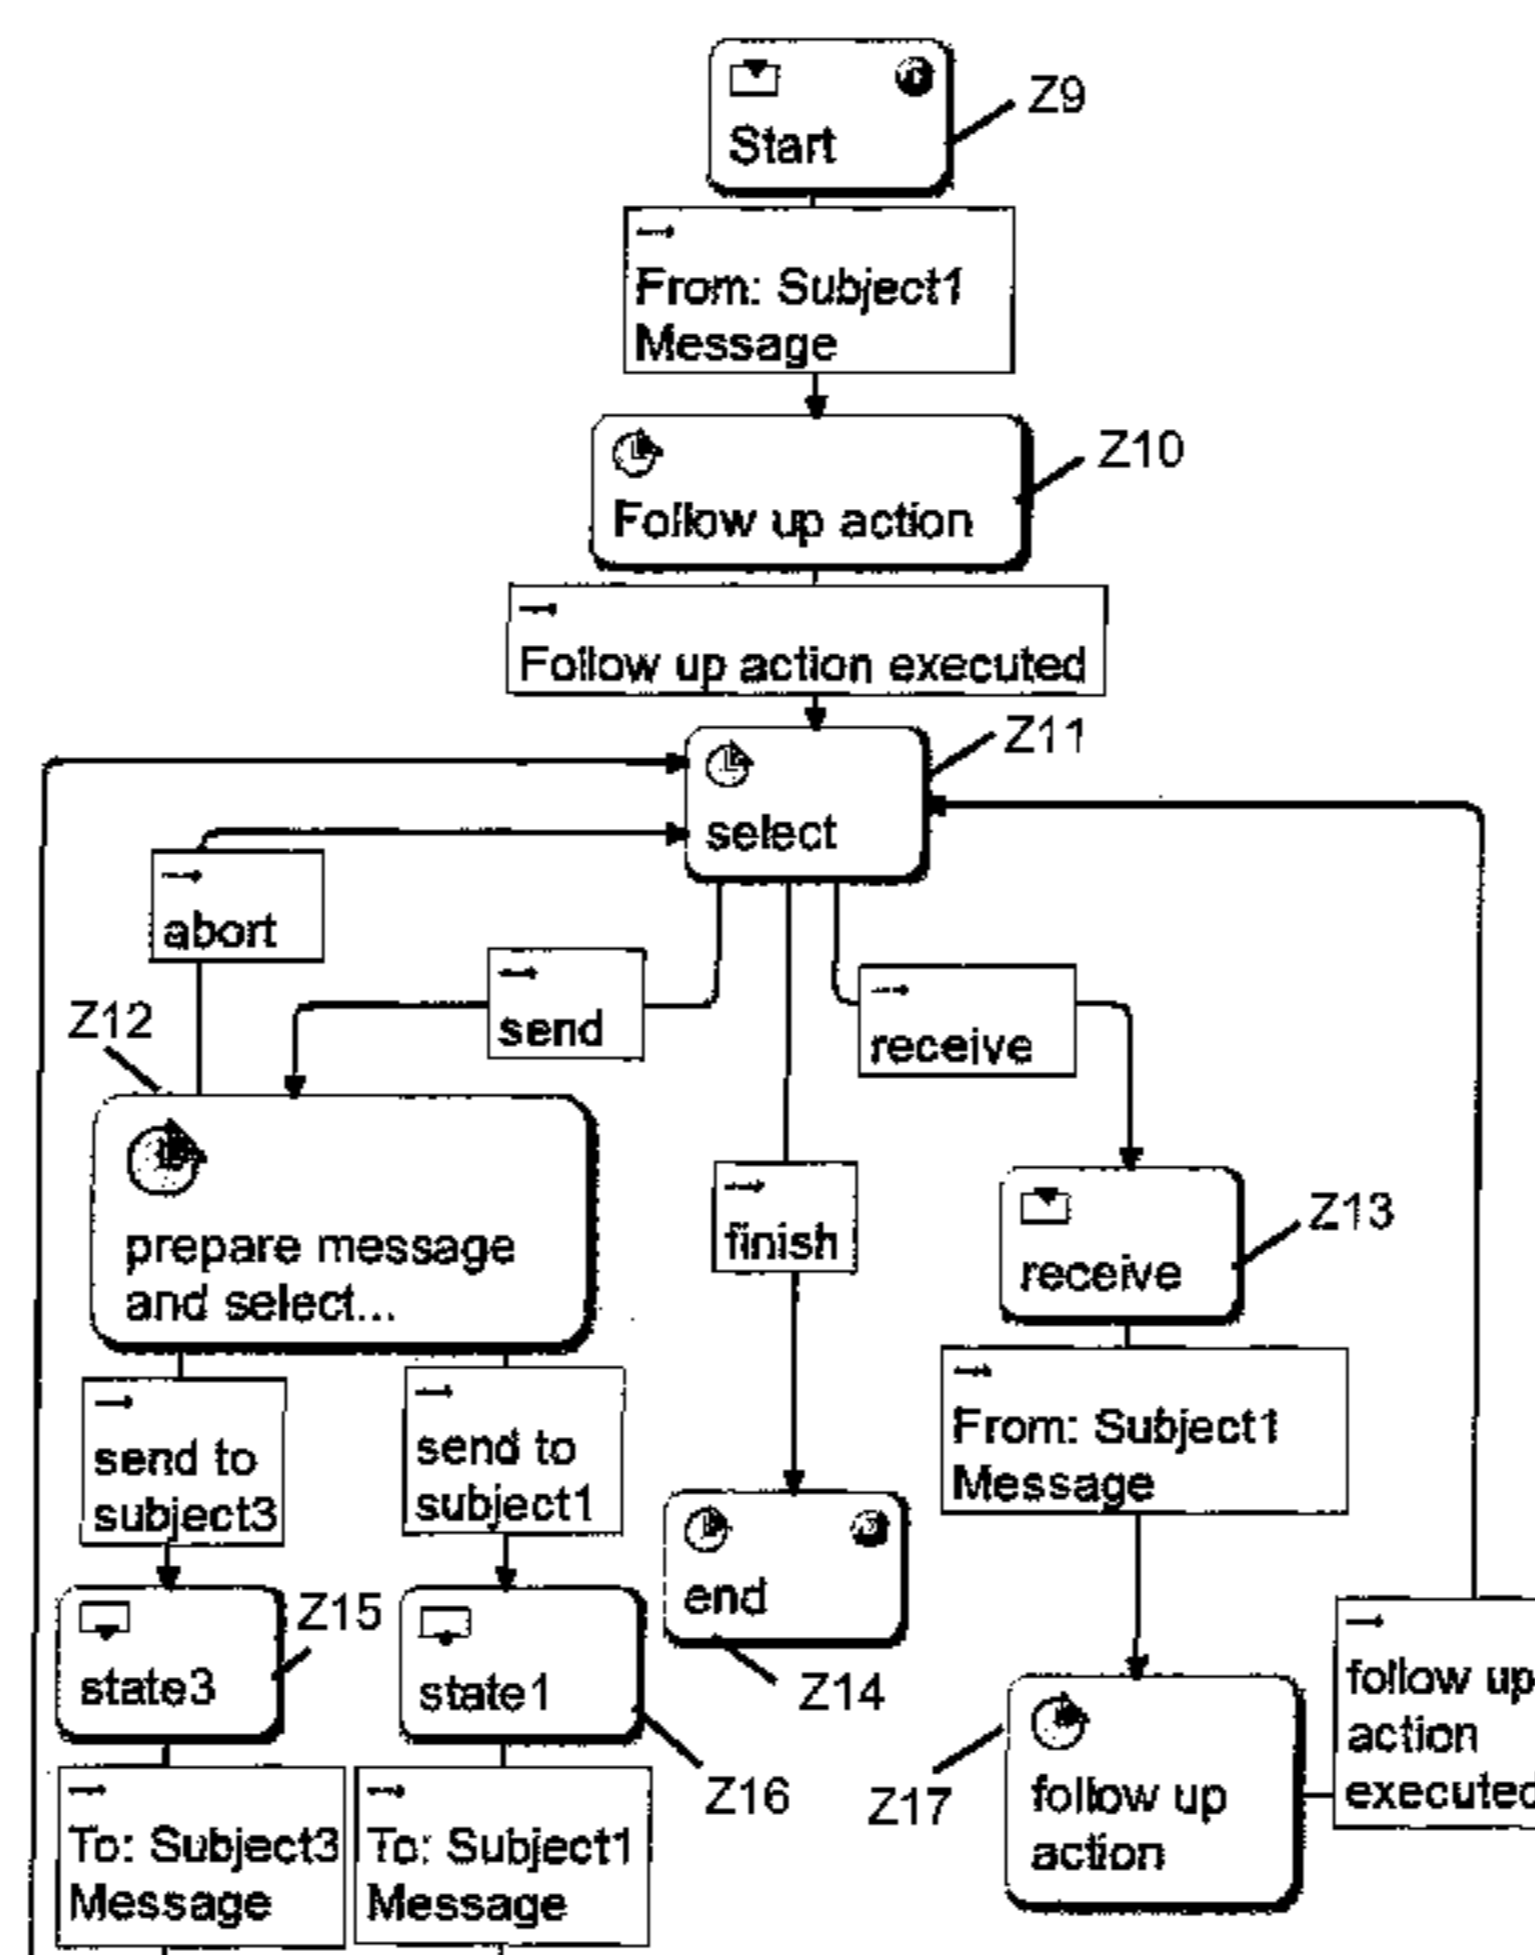 Start
Z9
From: Subject1
Message
Follow up action
Z10
Follow up action executed
select
Z11
abort
send
receive
Z12
prepare message
and select...
finish
receive
Z13
send to
subject3
send to
subject1
From: Subject1
Message
end
Z14
state3
Z15
state1
Z16
follow up
action
executed
follow up
action
Z17
To: Subject3
Message
To: Subject1
Message